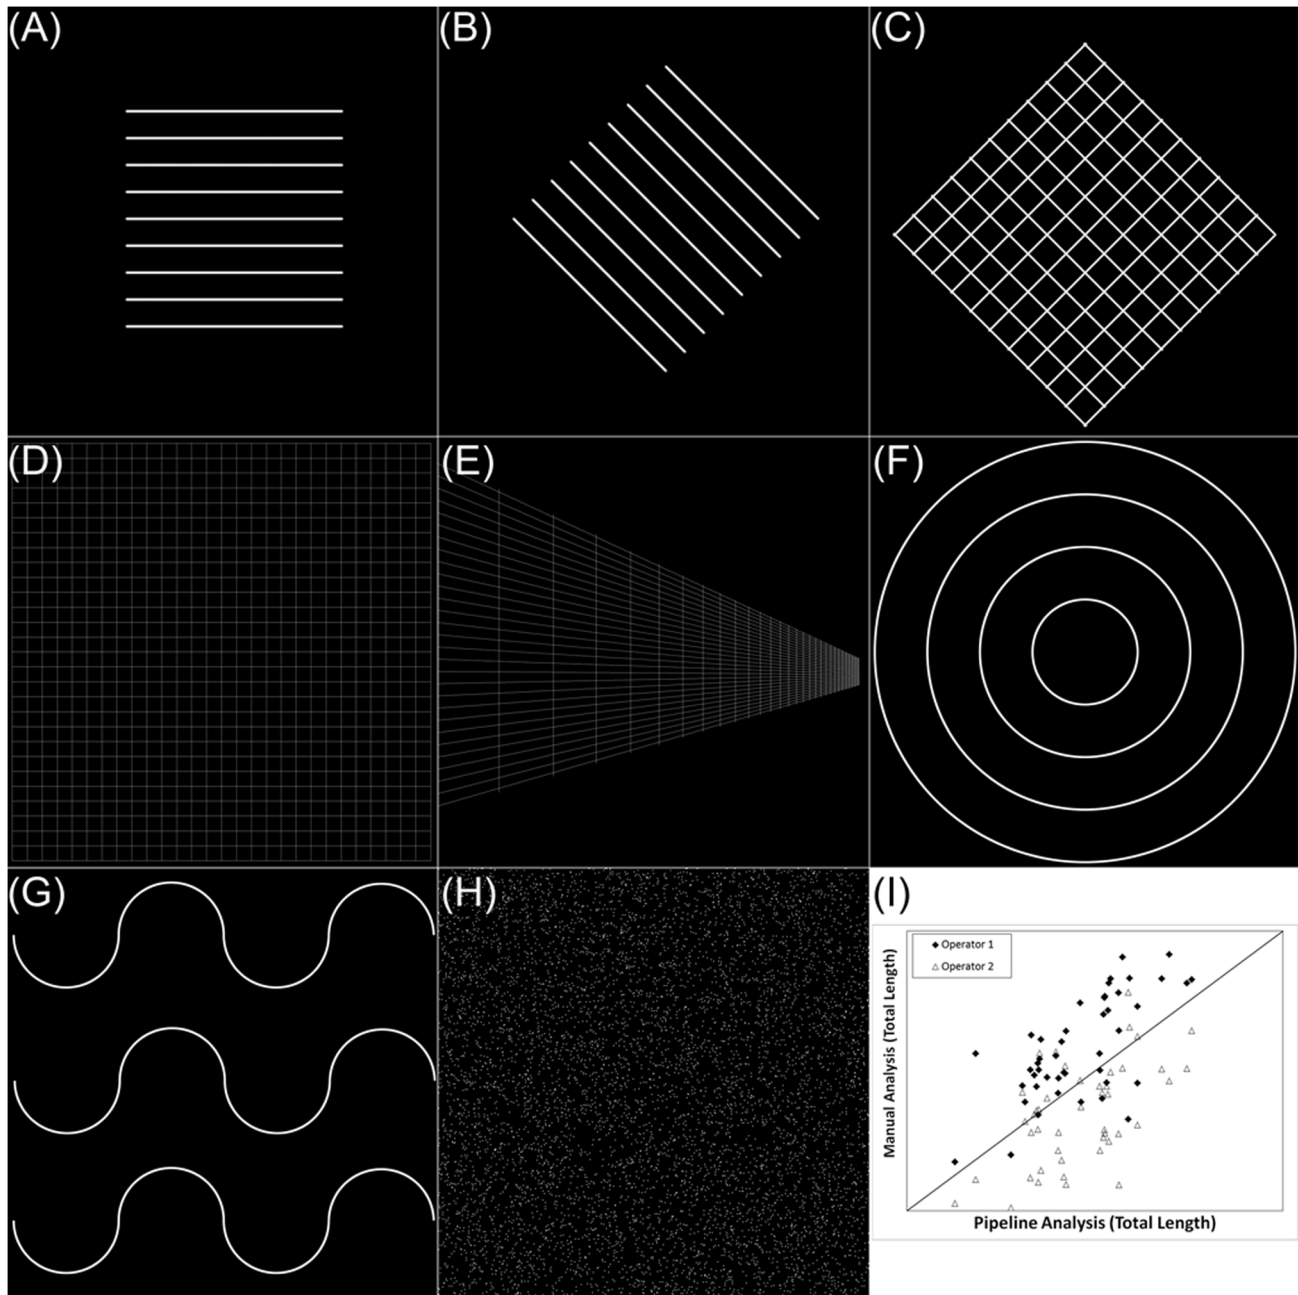 (A)
(B)
(C)
(D)
(E)
(F)
(G)
(H)
(I)
Operator 1
Operator 2
Manual Analysis (Total Length)
Pipeline Analysis (Total Length)